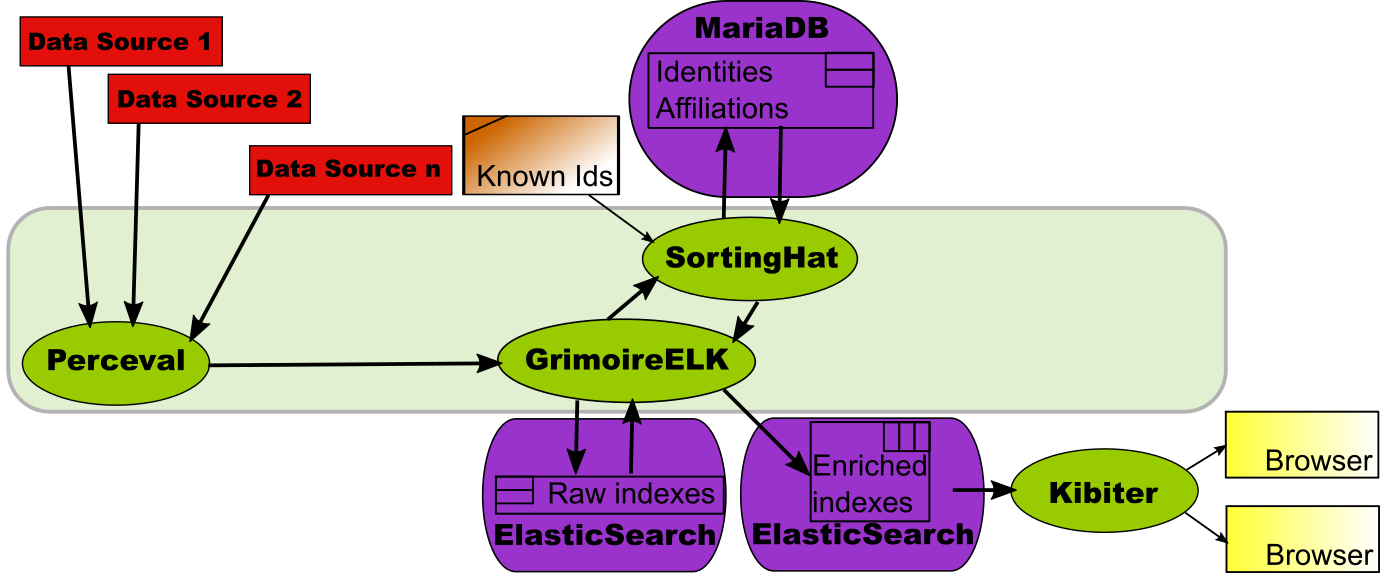 Data Source 1
Data Source 2
Data Source n
Known Ids
MariaDB
Identities
Affiliations
SortingHat
Perceval
GrimoireELK
Raw indexes
ElasticSearch
Enriched
indexes
ElasticSearch
Kibiter
Browser
Browser